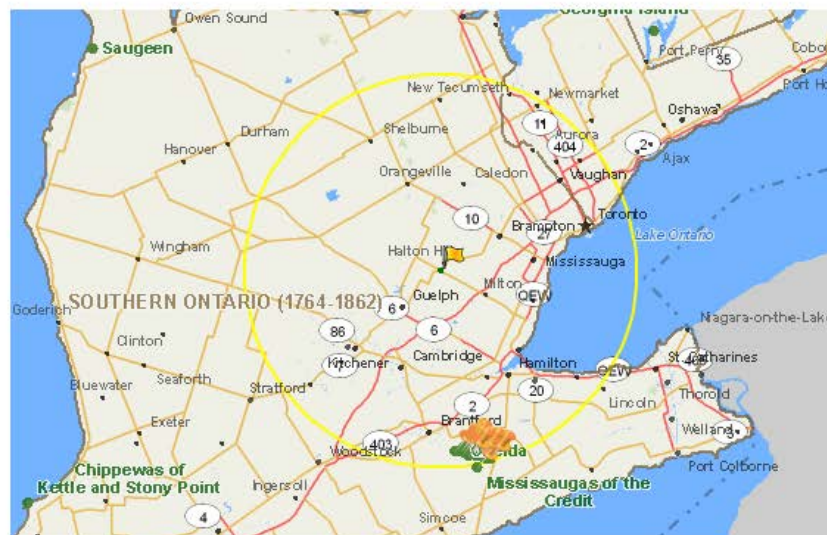 Georgina Island
Owen Sound
Saugeen
Port Perry
35
Cobo
New Tecumseth
Newmarket
Port Ho
Oshawa
11
Durham
Shelburne
Aurora
Hanover
404
2
Ajax
Orangeville
Caledon
Vaughan
10
Toronto
Brampton
27
Lake Ontario
Wingham
Halton Hi
Mississauga
Milton
SOUTHERN ONTARIO (1764-1862)
Guelph
QEW
Goderich
6
Niagara-on-the-Lake
86
6
Clinton
Kitchener
Cambridge
7
Hamilton
QEW
St. Catharines
Seaforth
Bluewater
Stratford
20
Thorold
Lincoln
2
Exeter
Brantford
Welland
3
403
Woodstock
Port Colborne
Chippewas of
Kettle and Stony Point
Ingersoll
Mississaugas of the
Credit
4
Simcoe